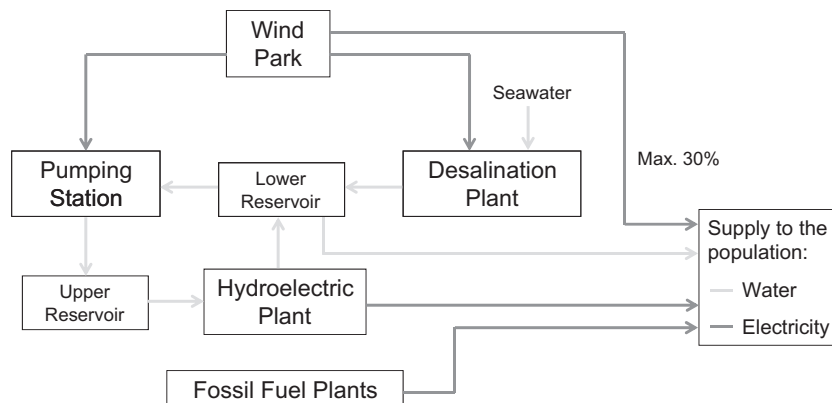 Wind
Park
Seawater
Max. 30%
Pumping
Station
Lower
Reservoir
Desalination
Plant
Supply to the
population:
Water
Electricity
Upper
Reservoir
Hydroelectric
Plant
Fossil Fuel Plants